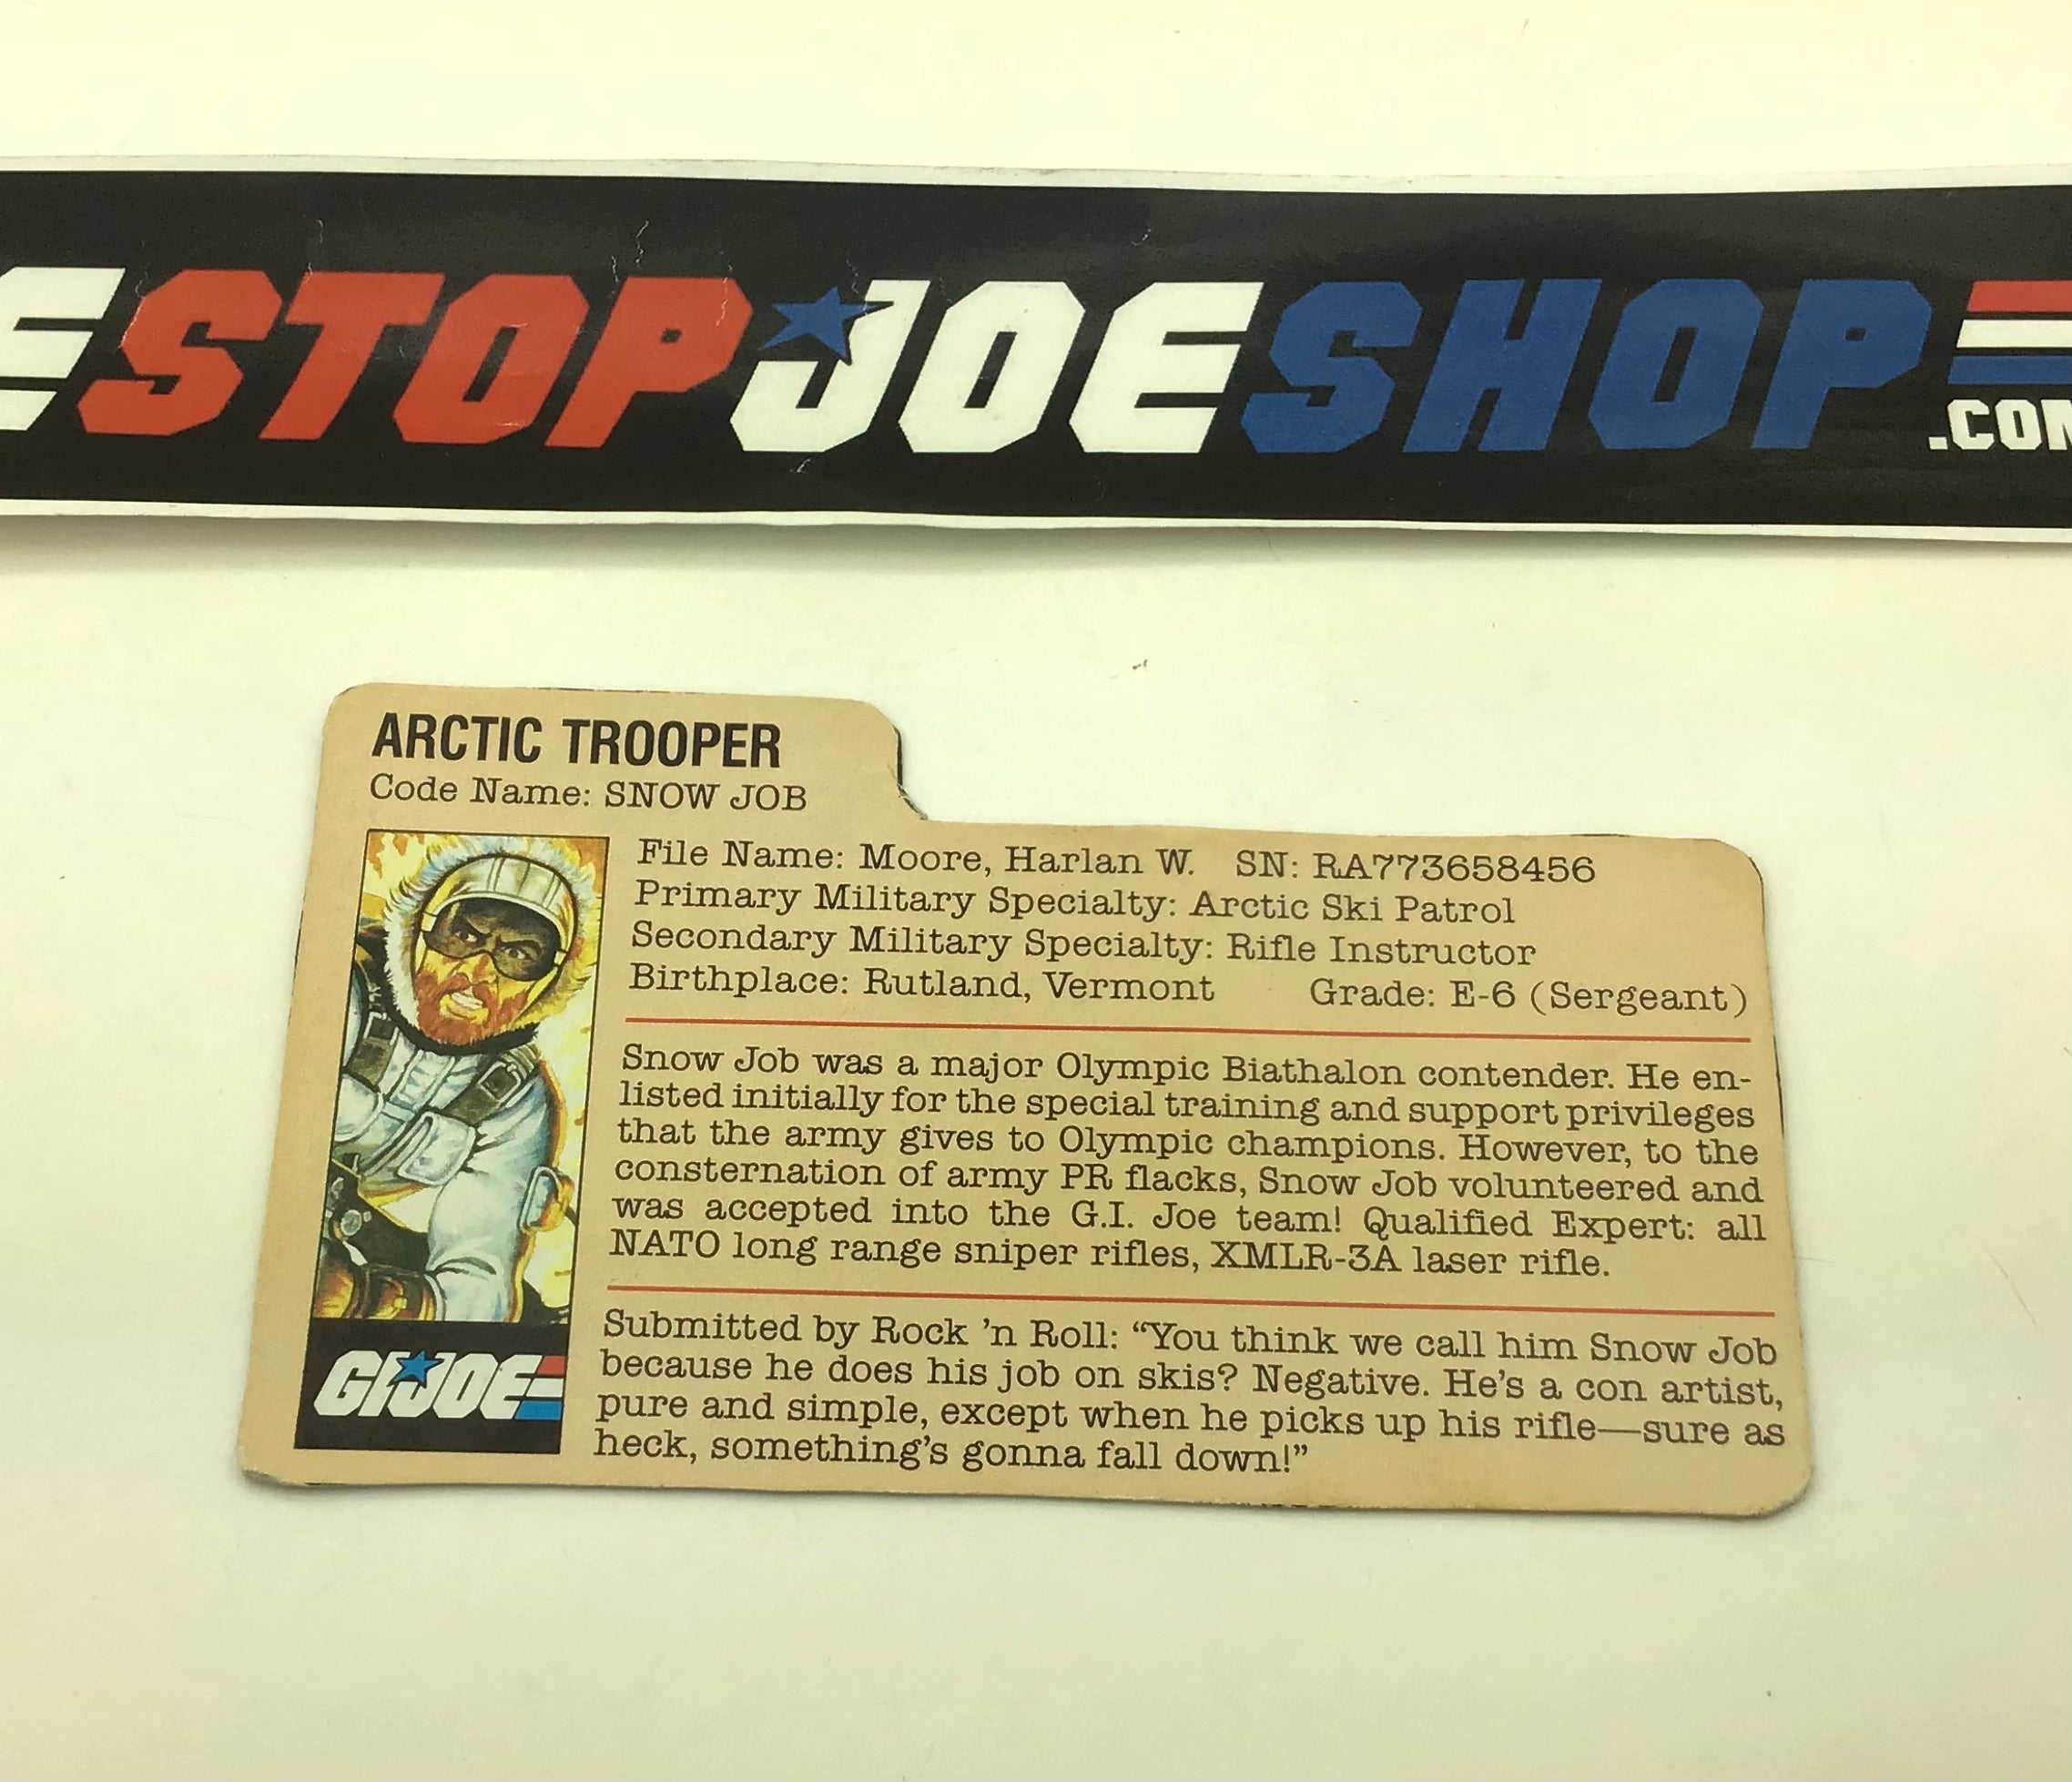 E STOP JOE SHOP
.COM
ARCTIC TROOPER
Code Name: SNOW JOB
File Name: Moore, Harlan W. SN: RA773658456
Primary Military Specialty: Arctic Ski Patrol
Secondary Military Specialty: Rifle Instructor
Birthplace: Rutland, Vermont Grade: E-6 (Sergeant)
Snow Job was a major Olympic Biathalon contender. He en-
listed initially for the special training and support privileges
that the army gives to Olympic champions. However, to the
consternation of army PR flacks, Snow Job volunteered and
was accepted into the G.I. Joe team! Qualified Expert: all
NATO long range sniper rifles, XMLR-3A laser rifle.
Submitted by Rock 'n Roll: “You think we call him Snow Job
because he does his job on skis? Negative. He's a con artist,
pure and simple, except when he picks up his rifle—sure as
heck, something's gonna fall down!”
GI JOE